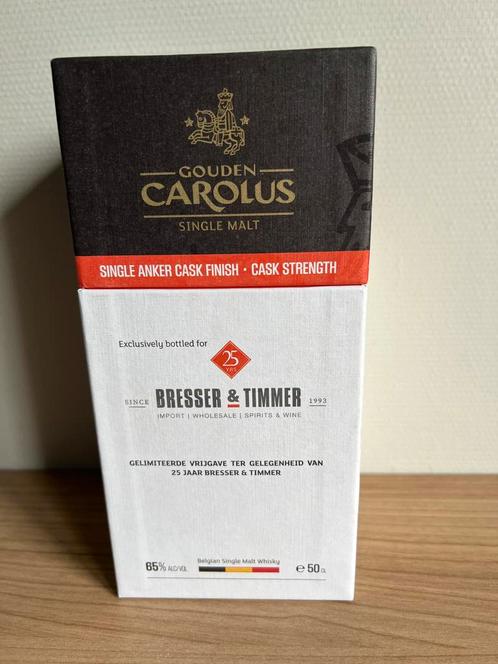 GOUDEN
CAROLUS
SINGLE MALT
SINGLE ANKER CASK FINISH · CASK STRENGTH
Exclusively bottled for
25
YRS
SINCE BRESSER & TIMMER 1993
IMPORT | WHOLESALE | SPIRITS & WINE
GELIMITEERDE VRIJGAVE TER GELEGENHEID VAN
25 JAAR BRESSER & TIMMER
65% ALC/VOL Belgian Single Malt Whisky ℮ 50 CL